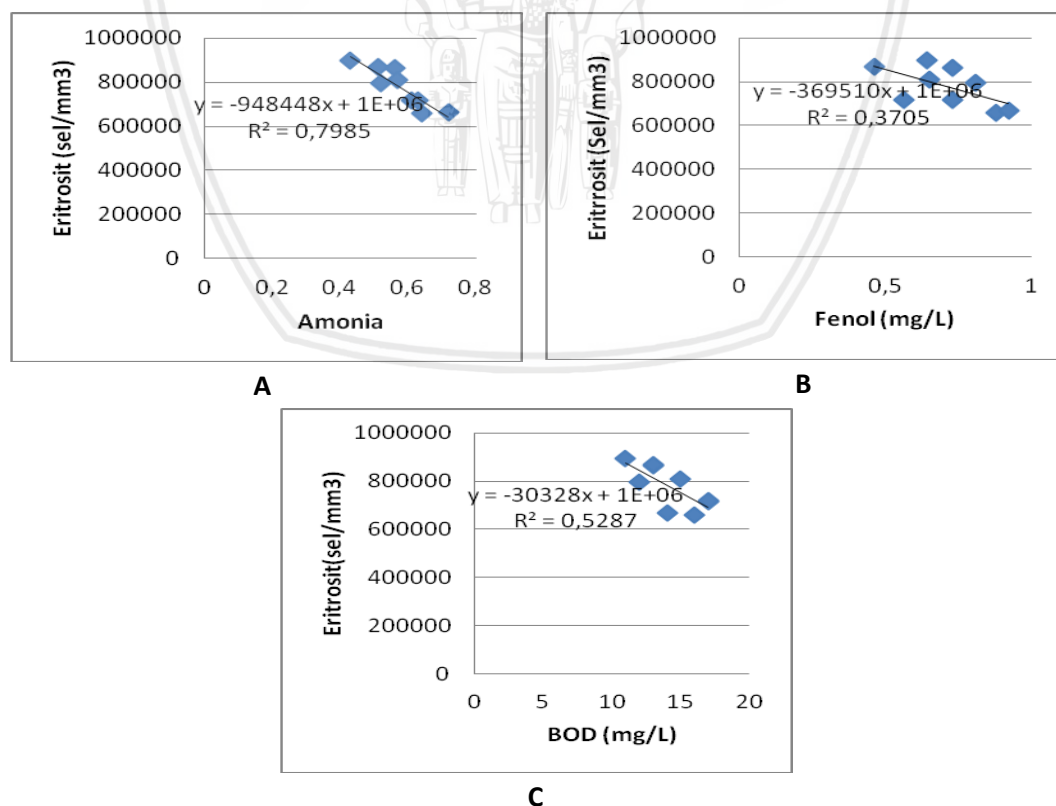 1000000
800000
600000
400000
200000
0
Eritrosit (sel/mm3)
y = -948448x + 1E+06
R² = 0,7985
0 0,2 0,4 0,6 0,8
Amonia
A
1000000
800000
600000
400000
200000
0
Eritrrosit (Sel/mm3)
y = -369510x + 1E+06
R² = 0,3705
0 0,5 1
Fenol (mg/L)
B
1000000
800000
600000
400000
200000
0
Eritrosit(sel/mm3)
y = -30328x + 1E+06
R² = 0,5287
0 5 10 15 20
BOD (mg/L)
C